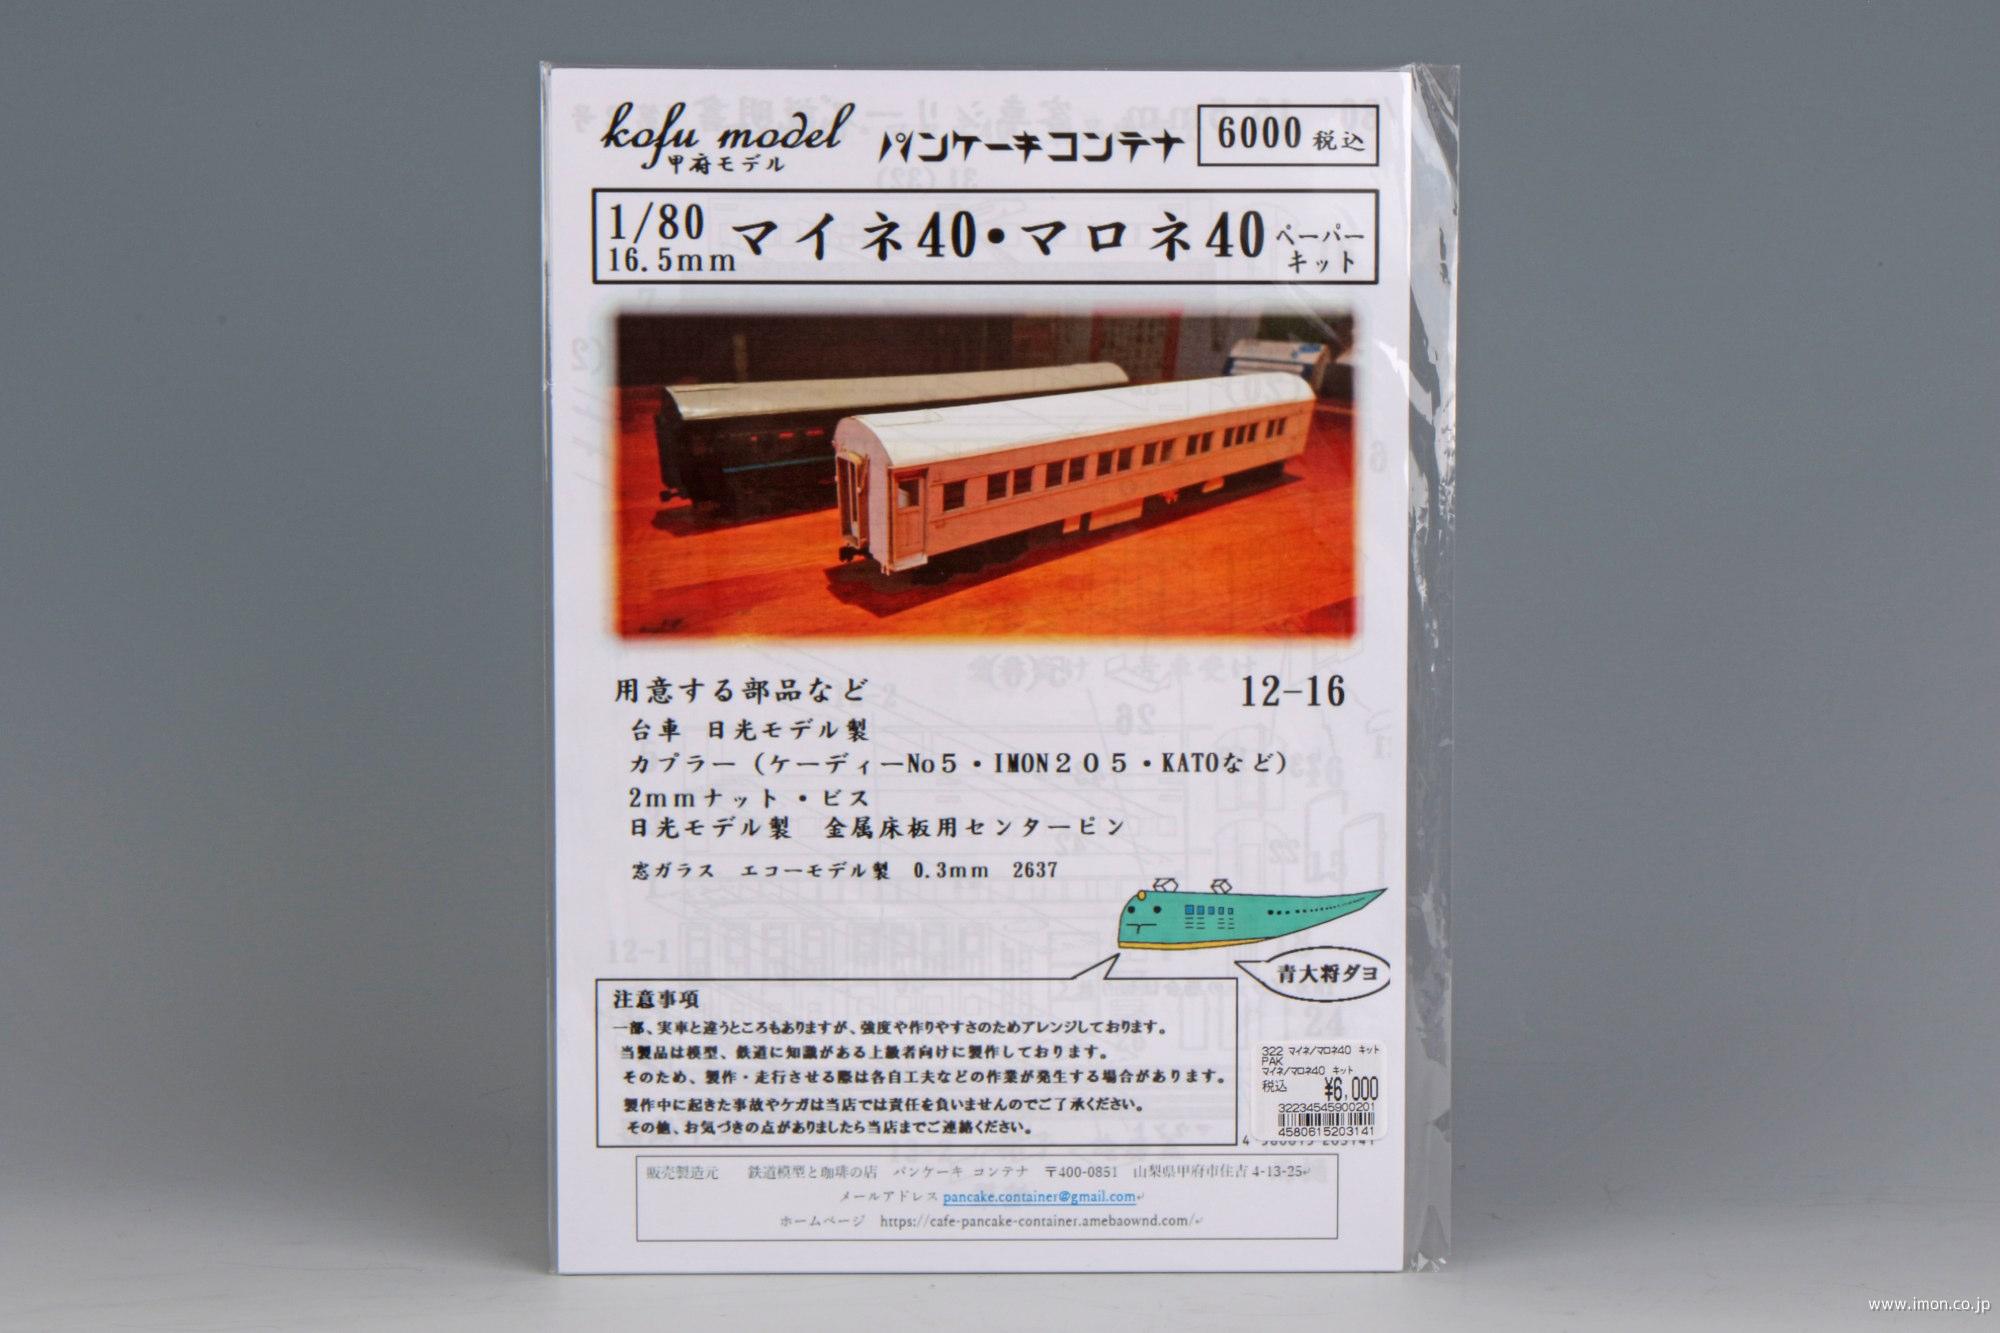 kofu model
甲府モデル
パンケーキコンテナ
6000 税込
1/80
16.5mm
マイネ40・マロネ40
ペーパー
キット
用意する部品など
12-16
台車 日光モデル製
カプラー（ケーディーNo５・IMON２０５・KATOなど）
2mmナット・ビス
日光モデル製 金属床板用センターピン
窓ガラス エコーモデル製 0.3mm 2637
青大将ダヨ
注意事項
一部、実車と違うところもありますが、強度や作りやすさのためアレンジしております。
当製品は模型、鉄道に知識がある上級者向けに製作しております。
そのため、製作・走行させる際は各自工夫などの作業が発生する場合があります。
製作中に起きた事故やケガは当店では責任を負いませんのでご了承ください。
その他、お気づきの点がありましたら当店までご連絡ください。
322 マイネ/マロネ40 キット
PAK
マイネ/マロネ40 キット
税込 ¥6,000
32234545900201
4580615203141
販売製造元 鉄道模型と珈琲の店 パンケーキ コンテナ 〒400-0851 山梨県甲府市住吉 4-13-25
メールアドレス pancake.container@gmail.com
ホームページ https://cafe-pancake-container.amebaownd.com/
www.imon.co.jp